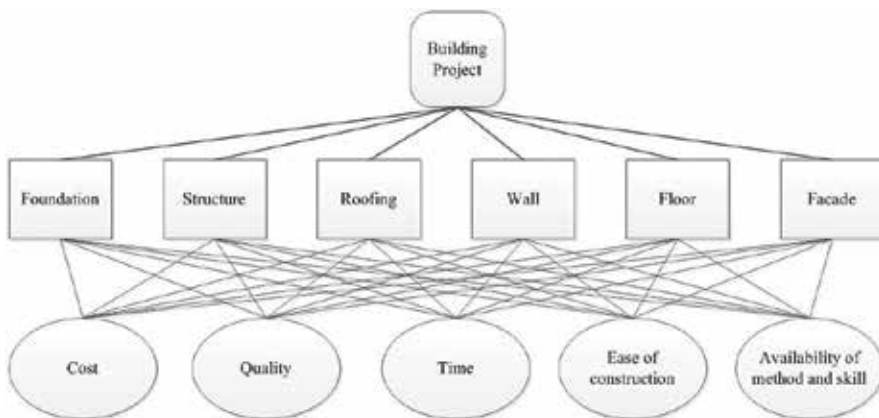 Building
Project
Foundation
Structure
Roofing
Wall
Floor
Facade
Cost
Quality
Time
Ease of
construction
Availability of
method and skill